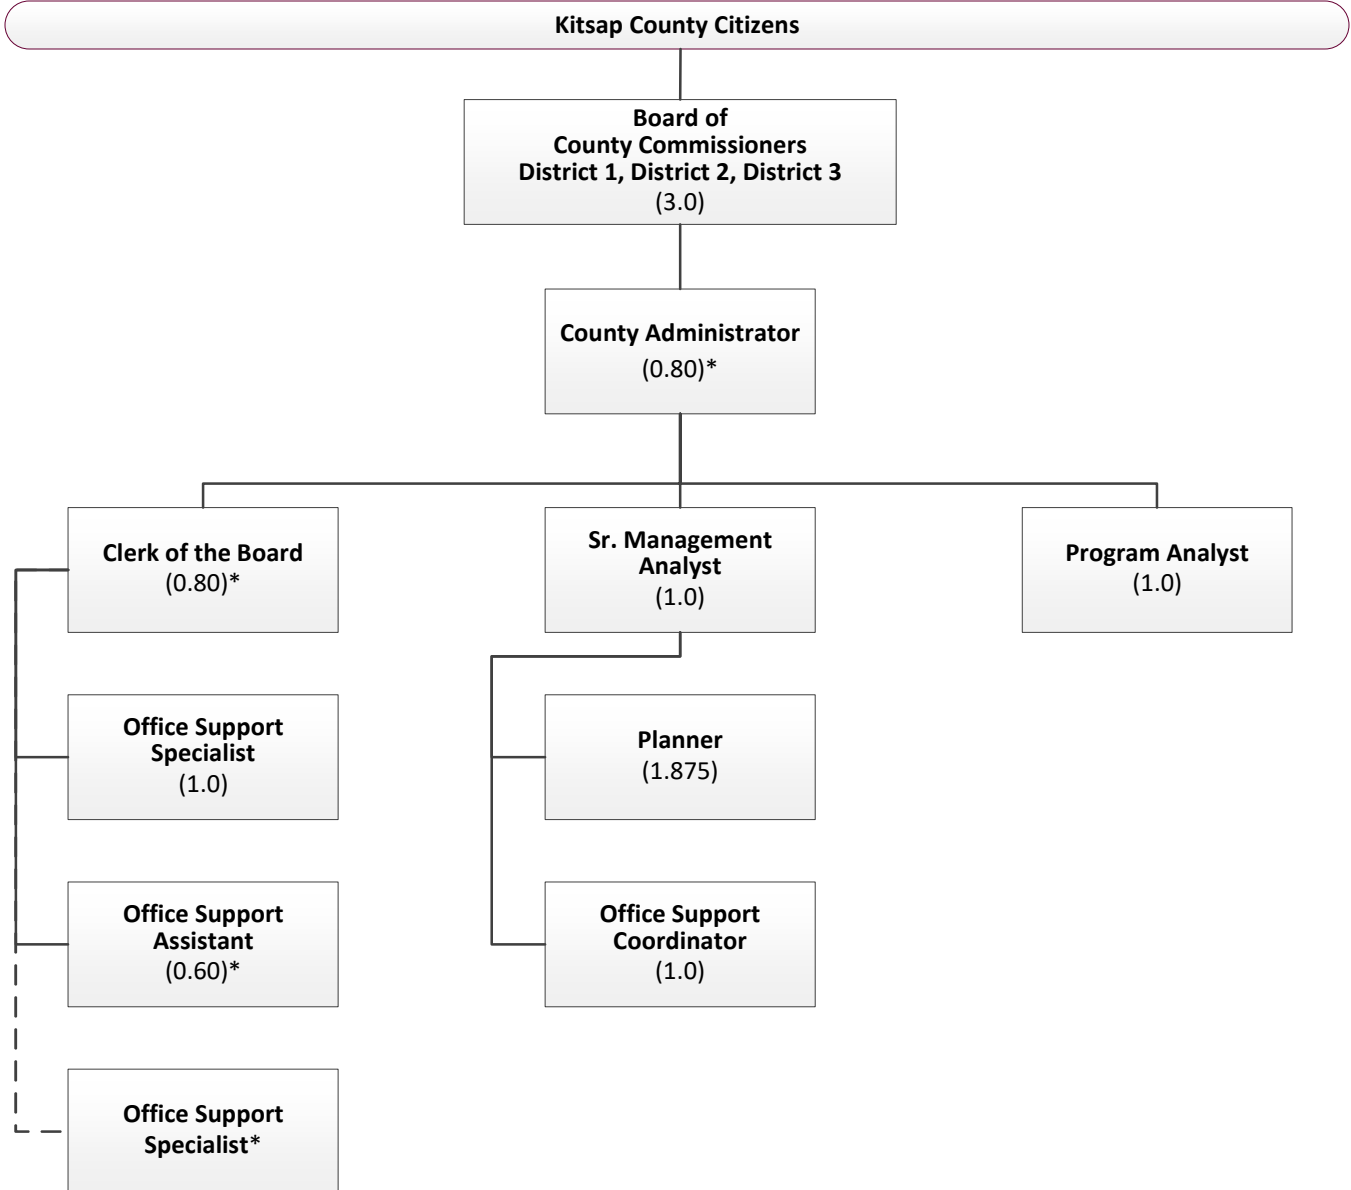 Kitsap County Citizens
Board of
County Commissioners
District 1, District 2, District 3
(3.0)
County Administrator
(0.80)*
Clerk of the Board
(0.80)*
Sr. Management
Analyst
(1.0)
Program Analyst
(1.0)
Office Support
Specialist
(1.0)
Planner
(1.875)
Office Support
Assistant
(0.60)*
Office Support
Coordinator
(1.0)
Office Support
Specialist*